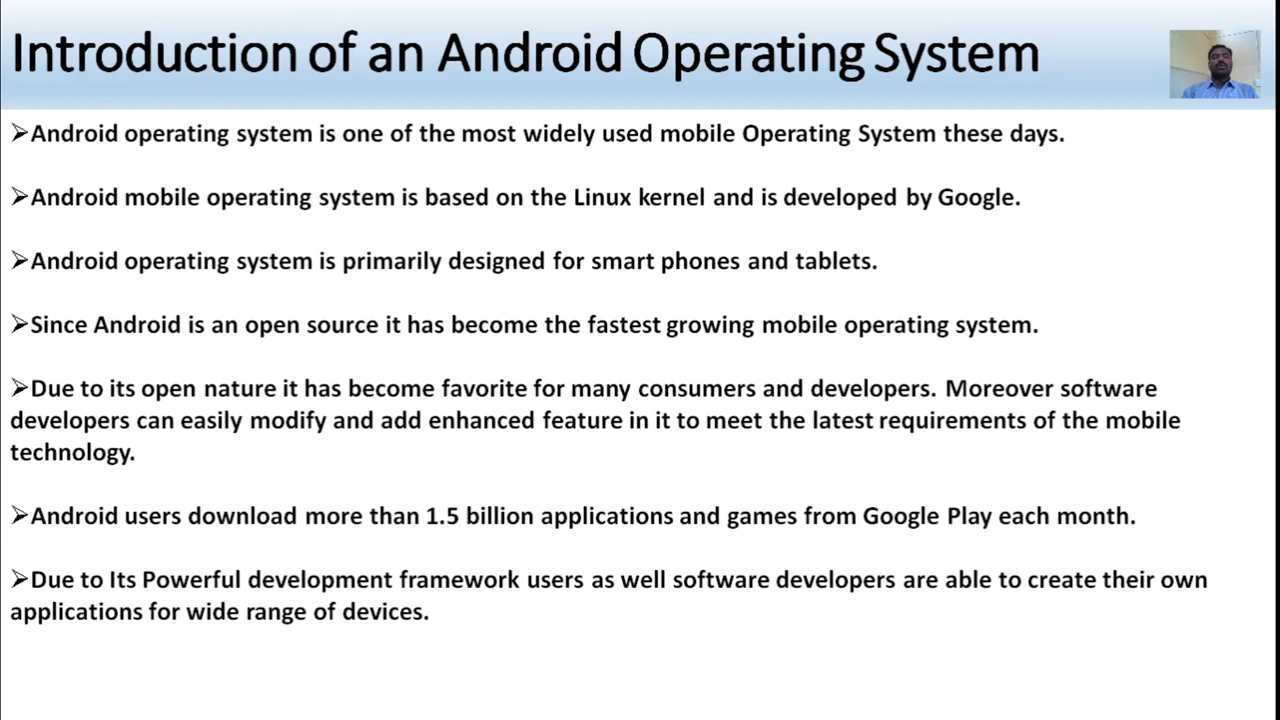 Introduction of an Android Operating System
➢Android operating system is one of the most widely used mobile Operating System these days.
➢Android mobile operating system is based on the Linux kernel and is developed by Google.
➢Android operating system is primarily designed for smart phones and tablets.
➢Since Android is an open source it has become the fastest growing mobile operating system.
➢Due to its open nature it has become favorite for many consumers and developers. Moreover software
developers can easily modify and add enhanced feature in it to meet the latest requirements of the mobile
technology.
➢Android users download more than 1.5 billion applications and games from Google Play each month.
➢Due to Its Powerful development framework users as well software developers are able to create their own
applications for wide range of devices.